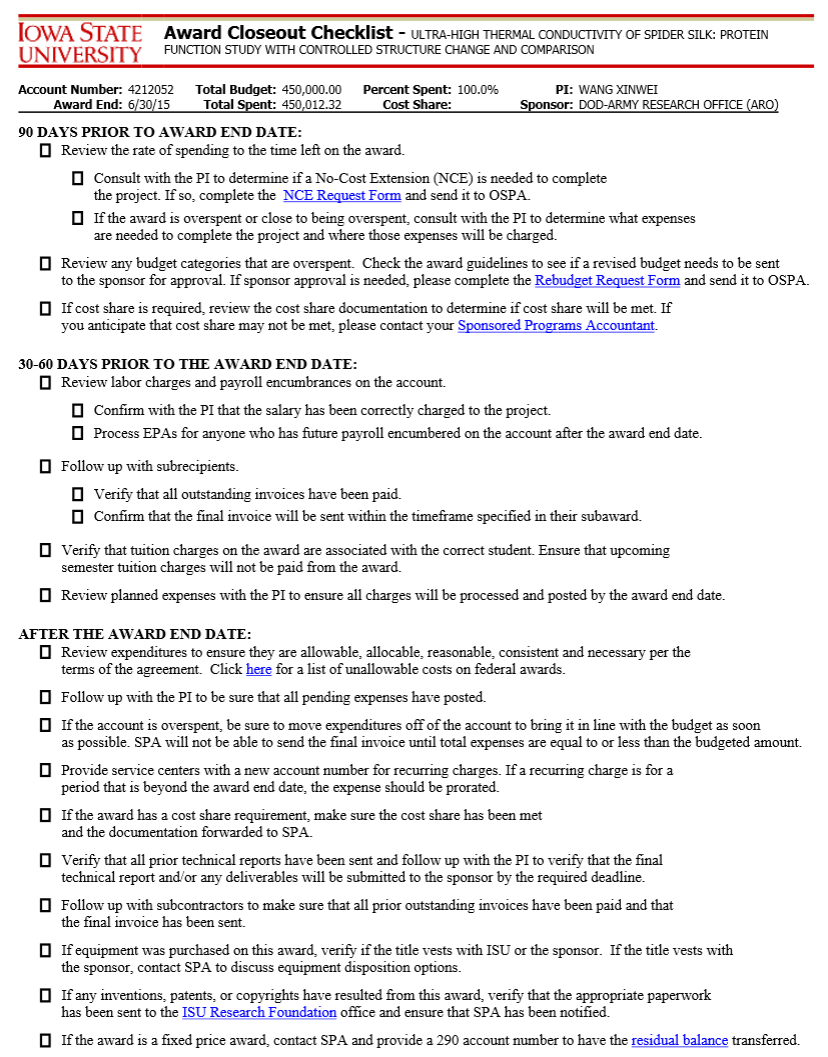 IOWA STATE
UNIVERSITY
Award Closeout Checklist - ULTRA-HIGH THERMAL CONDUCTIVITY OF SPIDER SILK: PROTEIN
FUNCTION STUDY WITH CONTROLLED STRUCTURE CHANGE AND COMPARISON
Account Number: 4212052 Total Budget: 450,000.00 Percent Spent: 100.0% PI: WANG XINWEI
Award End: 6/30/15 Total Spent: 450,012.32 Cost Share: Sponsor: DOD-ARMY RESEARCH OFFICE (ARO)
90 DAYS PRIOR TO AWARD END DATE:
Review the rate of spending to the time left on the award.
Consult with the PI to determine if a No-Cost Extension (NCE) is needed to complete
the project. If so, complete the NCE Request Form and send it to OSPA.
If the award is overspent or close to being overspent, consult with the PI to determine what expenses
are needed to complete the project and where those expenses will be charged.
Review any budget categories that are overspent. Check the award guidelines to see if a revised budget needs to be sent
to the sponsor for approval. If sponsor approval is needed, please complete the Rebudget Request Form and send it to OSPA.
If cost share is required, review the cost share documentation to determine if cost share will be met. If
you anticipate that cost share may not be met, please contact your Sponsored Programs Accountant.
30-60 DAYS PRIOR TO THE AWARD END DATE:
Review labor charges and payroll encumbrances on the account.
Confirm with the PI that the salary has been correctly charged to the project.
Process EPAs for anyone who has future payroll encumbered on the account after the award end date.
Follow up with subrecipients.
Verify that all outstanding invoices have been paid.
Confirm that the final invoice will be sent within the timeframe specified in their subaward.
Verify that tuition charges on the award are associated with the correct student. Ensure that upcoming
semester tuition charges will not be paid from the award.
Review planned expenses with the PI to ensure all charges will be processed and posted by the award end date.
AFTER THE AWARD END DATE:
Review expenditures to ensure they are allowable, allocable, reasonable, consistent and necessary per the
terms of the agreement. Click here for a list of unallowable costs on federal awards.
Follow up with the PI to be sure that all pending expenses have posted.
If the account is overspent, be sure to move expenditures off of the account to bring it in line with the budget as soon
as possible. SPA will not be able to send the final invoice until total expenses are equal to or less than the budgeted amount.
Provide service centers with a new account number for recurring charges. If a recurring charge is for a
period that is beyond the award end date, the expense should be prorated.
If the award has a cost share requirement, make sure the cost share has been met
and the documentation forwarded to SPA.
Verify that all prior technical reports have been sent and follow up with the PI to verify that the final
technical report and/or any deliverables will be submitted to the sponsor by the required deadline.
Follow up with subcontractors to make sure that all prior outstanding invoices have been paid and that
the final invoice has been sent.
If equipment was purchased on this award, verify if the title vests with ISU or the sponsor. If the title vests with
the sponsor, contact SPA to discuss equipment disposition options.
If any inventions, patents, or copyrights have resulted from this award, verify that the appropriate paperwork
has been sent to the ISU Research Foundation office and ensure that SPA has been notified.
If the award is a fixed price award, contact SPA and provide a 290 account number to have the residual balance transferred.